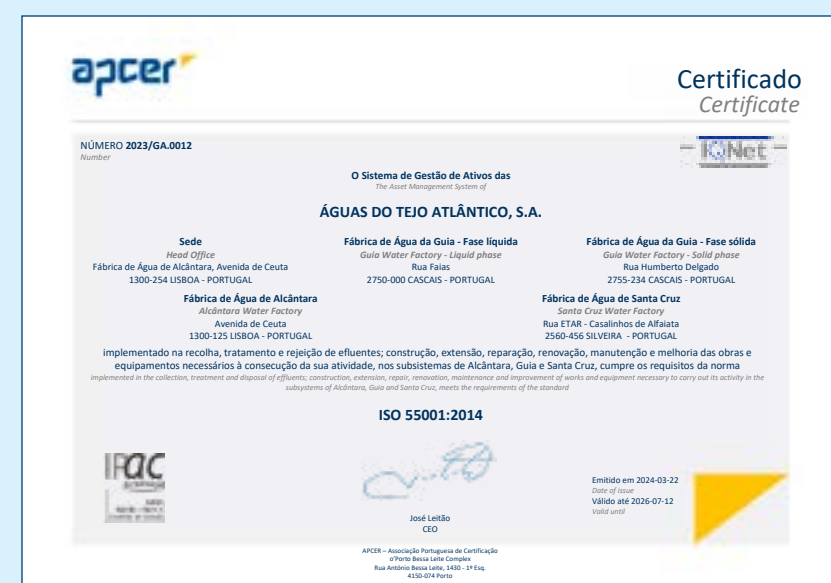 apcer
Certificado
Certificate
NÚMERO 2023/GA.0012
Number
IQNet
O Sistema de Gestão de Ativos das
The Asset Management System of
ÁGUAS DO TEJO ATLÂNTICO, S.A.
Sede
Head Office
Fábrica de Água de Alcântara, Avenida de Ceuta
1300-254 LISBOA - PORTUGAL
Fábrica de Água da Guia - Fase líquida
Guia Water Factory - Liquid phase
Rua Faias
2750-000 CASCAIS - PORTUGAL
Fábrica de Água da Guia - Fase sólida
Guia Water Factory - Solid phase
Rua Humberto Delgado
2755-234 CASCAIS - PORTUGAL
Fábrica de Água de Alcântara
Alcântara Water Factory
Avenida de Ceuta
1300-125 LISBOA - PORTUGAL
Fábrica de Água de Santa Cruz
Santa Cruz Water Factory
Rua ETAR - Casalinhos de Alfaiata
2560-456 SILVEIRA - PORTUGAL
implementado na recolha, tratamento e rejeição de efluentes; construção, extensão, reparação, renovação, manutenção e melhoria das obras e
equipamentos necessários à consecução da sua atividade, nos subsistemas de Alcântara, Guia e Santa Cruz, cumpre os requisitos da norma
implemented in the collection, treatment and disposal of effluents; construction, extension, repair, renovation, maintenance and improvement of works and equipment necessary to carry out its activity in the
subsystems of Alcântara, Guia and Santa Cruz, meets the requirements of the standard
ISO 55001:2014
IPAC
José Leitão
CEO
Emitido em 2024-03-22
Date of issue
Válido até 2026-07-12
Valid until
APCER – Associação Portuguesa de Certificação
o'Porto Bessa Leite Complex
Rua António Bessa Leite, 1430 - 1º Esq.
4150-074 Porto